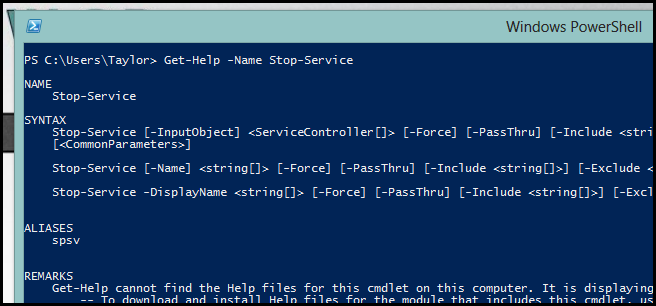 Windows PowerShell
PS C:\Users\Taylor> Get-Help -Name Stop-Service
NAME
Stop-Service
SYNTAX
Stop-Service [-InputObject] <ServiceController[]> [-Force] [-PassThru] [-Include <stri
[<CommonParameters>]
Stop-Service [-Name] <string[]> [-Force] [-PassThru] [-Include <string[]>] [-Exclude <
Stop-Service -DisplayName <string[]> [-Force] [-PassThru] [-Include <string[]>] [-Excl
ALIASES
spsv
REMARKS
Get-Help cannot find the Help files for this cmdlet on this computer. It is displaying
-- To download and install Help files for the module that includes this cmdlet, us